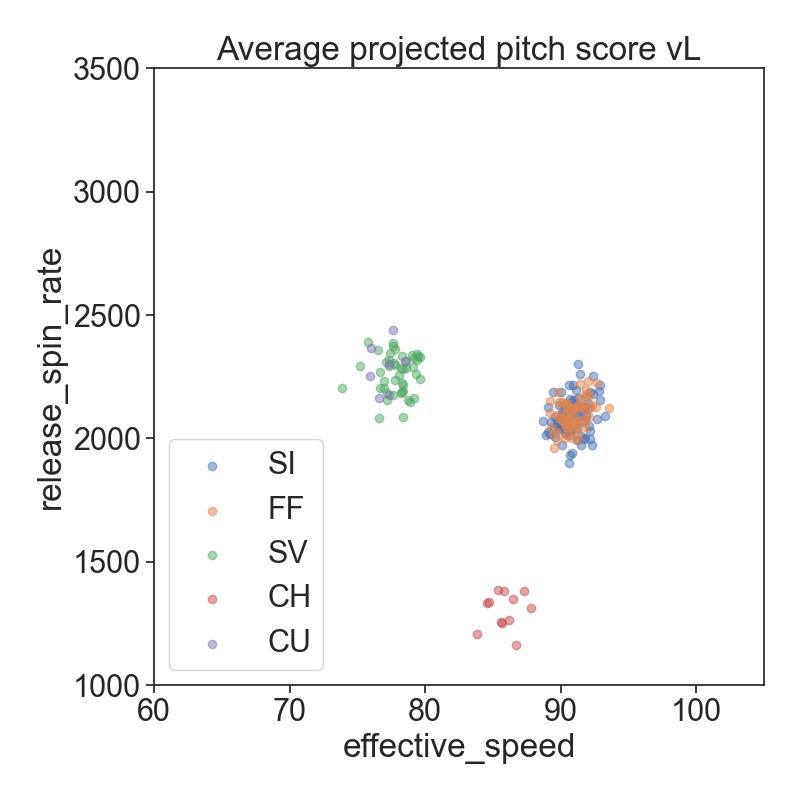 Average projected pitch score vL
3500
3000
2500
2000
1500
1000
release_spin_rate
SI
FF
SV
CH
CU
60 70 80 90 100
effective_speed